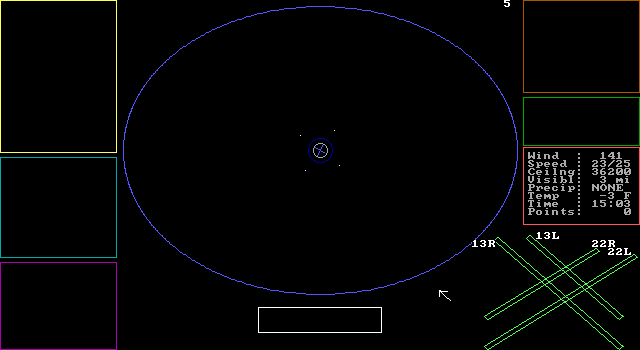 5
Wind  :  141
Speed : 23/25
Ceilng: 36200
Visibl:  3 mi
Precip: NONE
Temp  :  -3 F
Time  : 15:03
Points:     0
13L
13R
22R
22L